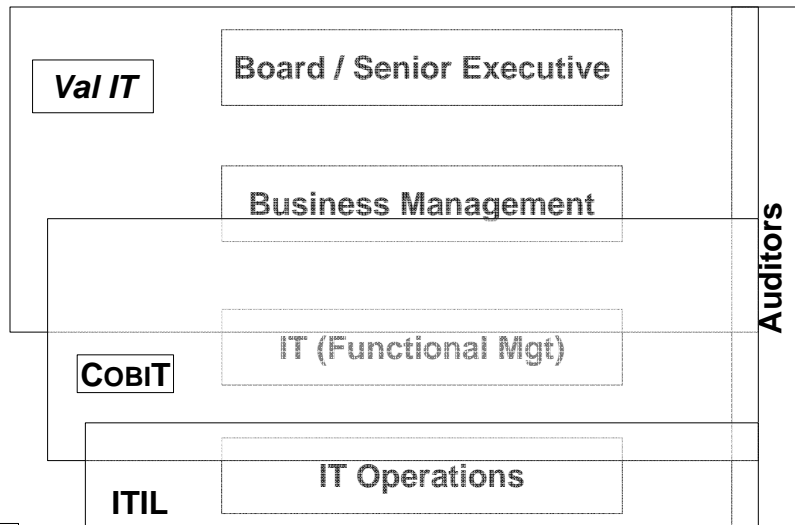 Board / Senior Executive
Val IT
Business Management
Auditors
IT (Functional Mgt)
COBIT
IT Operations
ITIL